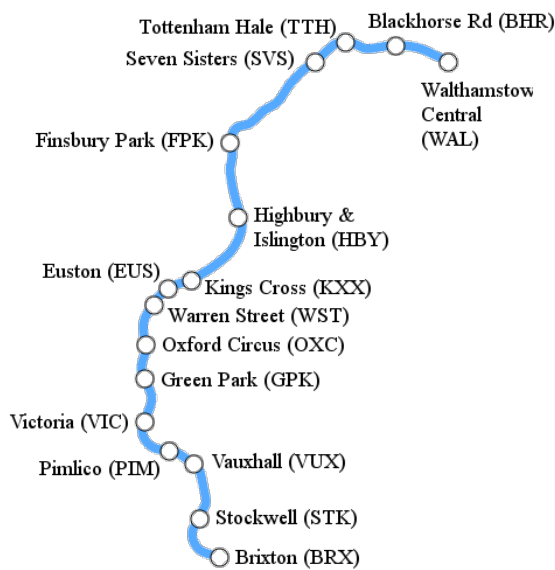 Tottenham Hale (TTH)
Blackhorse Rd (BHR)
Seven Sisters (SVS)
Walthamstow
Central
(WAL)
Finsbury Park (FPK)
Highbury &
Islington (HBY)
Euston (EUS)
Kings Cross (KXX)
Warren Street (WST)
Oxford Circus (OXC)
Green Park (GPK)
Victoria (VIC)
Pimlico (PIM)
Vauxhall (VUX)
Stockwell (STK)
Brixton (BRX)